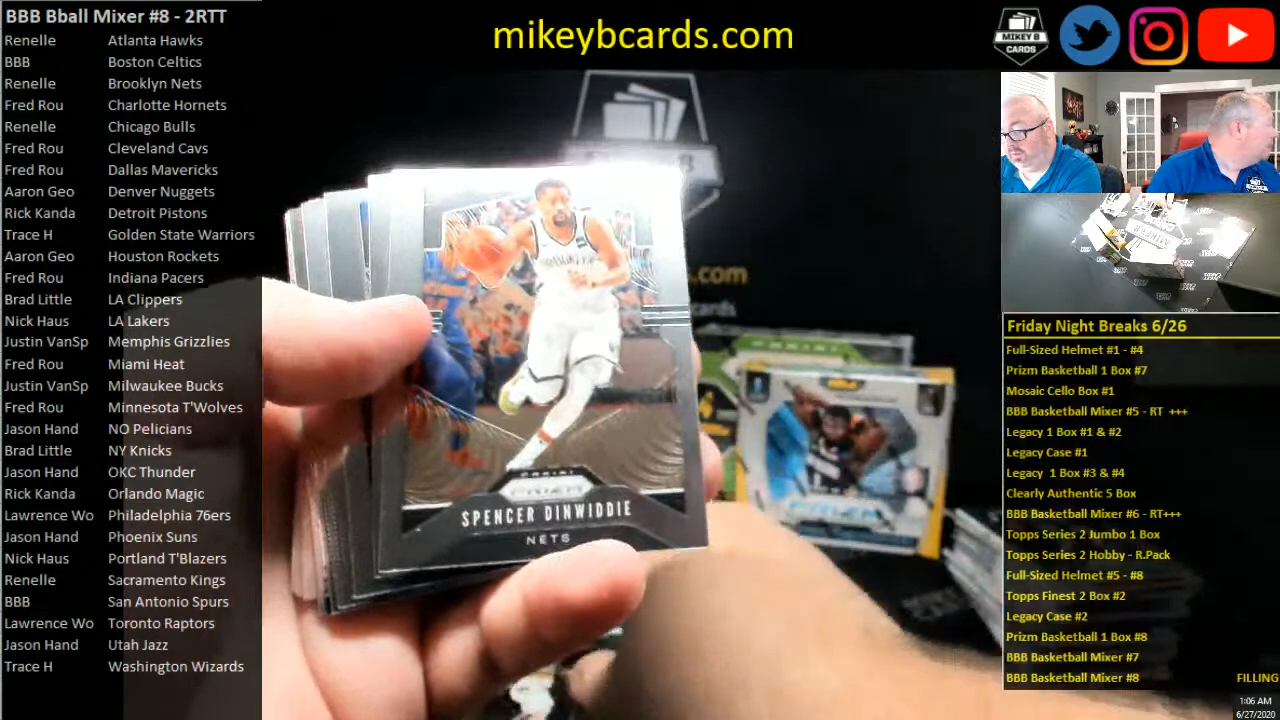 BBB Bball Mixer #8 - 2RTT
Renelle Atlanta Hawks
BBB Boston Celtics
Renelle Brooklyn Nets
Fred Rou Charlotte Hornets
Renelle Chicago Bulls
Fred Rou Cleveland Cavs
Fred Rou Dallas Mavericks
Aaron Geo Denver Nuggets
Rick Kanda Detroit Pistons
Trace H Golden State Warriors
Aaron Geo Houston Rockets
Fred Rou Indiana Pacers
Brad Little LA Clippers
Nick Haus LA Lakers
Justin VanSp Memphis Grizzlies
Fred Rou Miami Heat
Justin VanSp Milwaukee Bucks
Fred Rou Minnesota T'Wolves
Jason Hand NO Pelicians
Brad Little NY Knicks
Jason Hand OKC Thunder
Rick Kanda Orlando Magic
Lawrence Wo Philadelphia 76ers
Jason Hand Phoenix Suns
Nick Haus Portland T'Blazers
Renelle Sacramento Kings
BBB San Antonio Spurs
Lawrence Wo Toronto Raptors
Jason Hand Utah Jazz
Trace H Washington Wizards
mikeybcards.com
MIKEY B
CARDS
.com
cards
PANINI
PRIZM
SPENCER DINWIDDIE
NETS
PRIZM
Friday Night Breaks 6/26
Full-Sized Helmet #1 - #4
Prizm Basketball 1 Box #7
Mosaic Cello Box #1
BBB Basketball Mixer #5 - RT +++
Legacy 1 Box #1 & #2
Legacy Case #1
Legacy 1 Box #3 & #4
Clearly Authentic 5 Box
BBB Basketball Mixer #6 - RT+++
Topps Series 2 Jumbo 1 Box
Topps Series 2 Hobby - R.Pack
Full-Sized Helmet #5 - #8
Topps Finest 2 Box #2
Legacy Case #2
Prizm Basketball 1 Box #8
BBB Basketball Mixer #7
BBB Basketball Mixer #8 FILLING
1:06 AM
6/27/2020